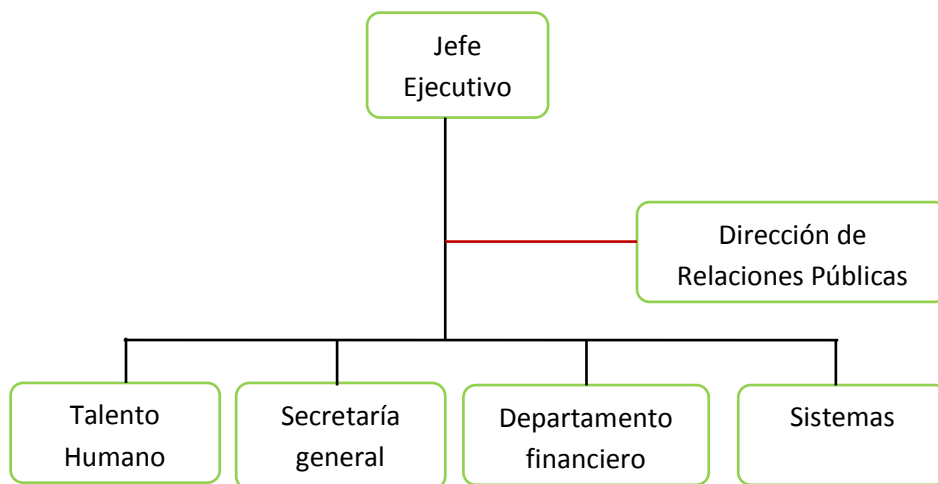 Jefe
Ejecutivo
Dirección de
Relaciones Públicas
Talento
Humano
Secretaría
general
Departamento
financiero
Sistemas